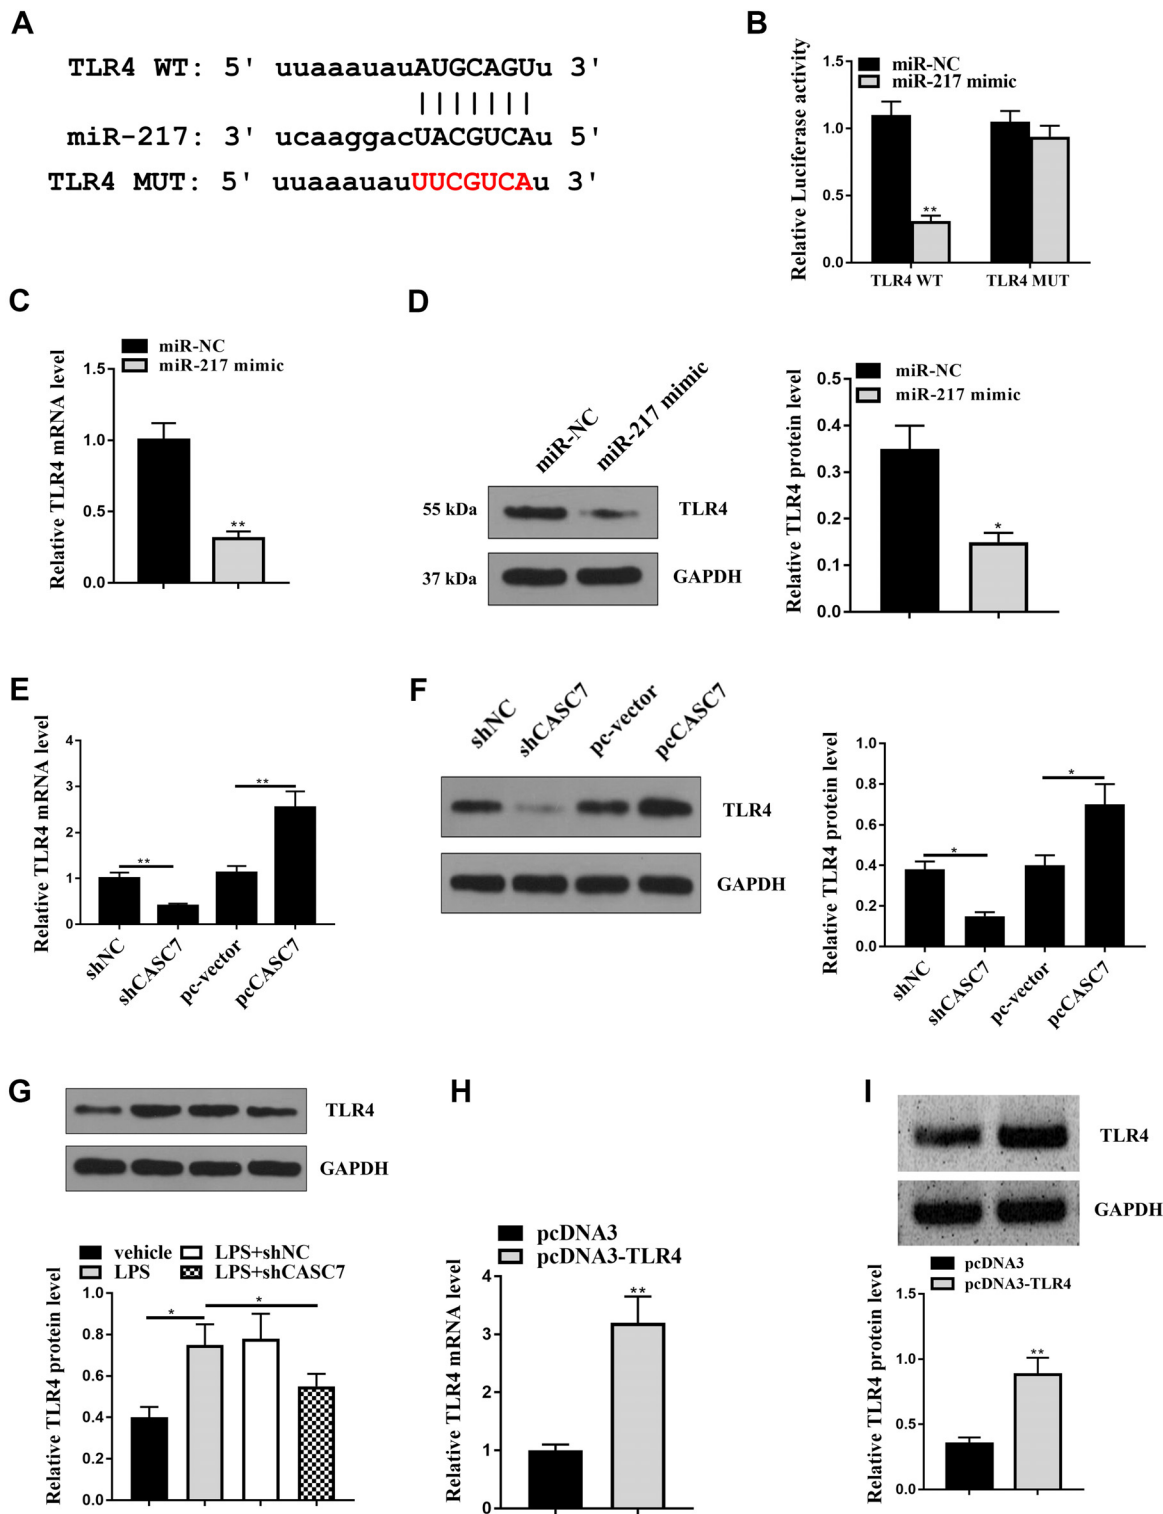 A
TLR4 WT: 5' uuaaauauAUGCAGUu 3'
miR-217: 3' ucaaggacUACGUCAu 5'
TLR4 MUT: 5' uuaaauauUUCGUCAu 3'
B
miR-NC
miR-217 mimic
Relative Luciferase activity
1.5
1.0
0.5
0.0
**
TLR4 WT
TLR4 MUT
C
miR-NC
miR-217 mimic
Relative TLR4 mRNA level
1.5
1.0
0.5
0.0
**
D
miR-NC
miR-217 mimic
55 kDa
TLR4
37 kDa
GAPDH
miR-NC
miR-217 mimic
Relative TLR4 protein level
0.5
0.4
0.3
0.2
0.1
0.0
*
E
Relative TLR4 mRNA level
4
3
2
1
0
**
**
shNC
shCASC7
pc-vector
pcCASC7
F
shNC
shCASC7
pc-vector
pcCASC7
TLR4
GAPDH
Relative TLR4 protein level
1.0
0.8
0.6
0.4
0.2
0.0
*
*
shNC
shCASC7
pc-vector
pcCASC7
G
TLR4
GAPDH
vehicle
LPS+shNC
LPS
LPS+shCASC7
Relative TLR4 protein level
1.0
0.8
0.6
0.4
0.2
0.0
*
*
H
pcDNA3
pcDNA3-TLR4
Relative TLR4 mRNA level
4
3
2
1
0
**
I
TLR4
GAPDH
pcDNA3
pcDNA3-TLR4
Relative TLR4 protein level
1.5
1.0
0.5
0.0
**